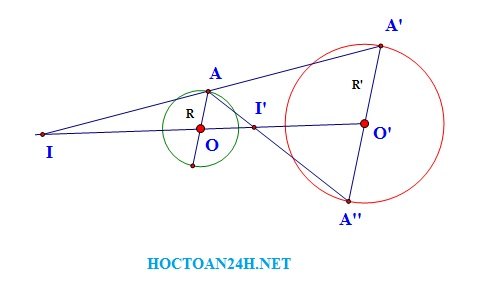 A'
A
R'
R
I'
O
O'
I
A''
HOCTOAN24H.NET